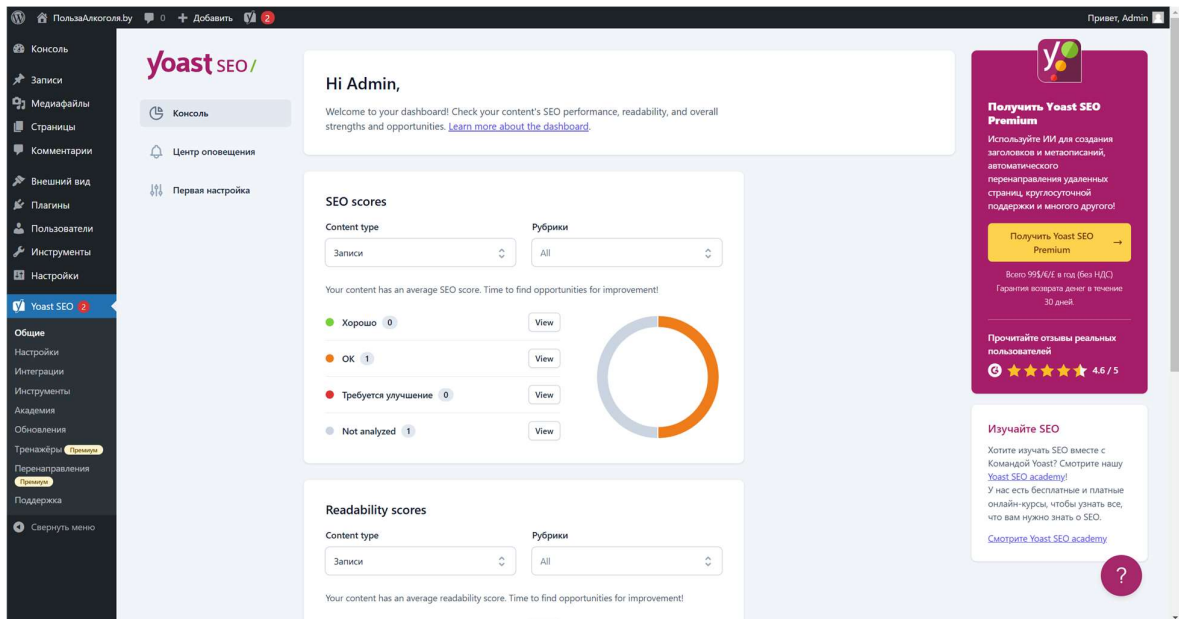 ПользаАлкоголя.by 0 Добавить 2 Привет, Admin
Консоль
Записи
Медиафайлы
Страницы
Комментарии
Внешний вид
Плагины
Пользователи
Инструменты
Настройки
Yoast SEO 2
Общие
Настройки
Интеграции
Инструменты
Академия
Обновления
Тренажёры Премиум
Перенаправления
Премиум
Поддержка
Свернуть меню
yoast SEO/
Консоль
Центр оповещения
Первая настройка
Hi Admin,
Welcome to your dashboard! Check your content's SEO performance, readability, and overall
strengths and opportunities. Learn more about the dashboard.
SEO scores
Content type Рубрики
Записи All
Your content has an average SEO score. Time to find opportunities for improvement!
Хорошо 0 View
OK 1 View
Требуется улучшение 0 View
Not analyzed 1 View
Readability scores
Content type Рубрики
Записи All
Your content has an average readability score. Time to find opportunities for improvement!
Получить Yoast SEO
Premium
Используйте ИИ для создания
заголовков и метаописаний,
автоматического
перенаправления удаленных
страниц, круглосуточной
поддержки и многого другого!
Получить Yoast SEO
Premium →
Всего 99$/€/£ в год (без НДС)
Гарантия возврата денег в течение
30 дней.
Прочитайте отзывы реальных
пользователей
4.6 / 5
Изучайте SEO
Хотите изучать SEO вместе с
Командой Yoast? Смотрите нашу
Yoast SEO academy!
У нас есть бесплатные и платные
онлайн-курсы, чтобы узнать все,
что вам нужно знать о SEO.
Смотрите Yoast SEO academy
?